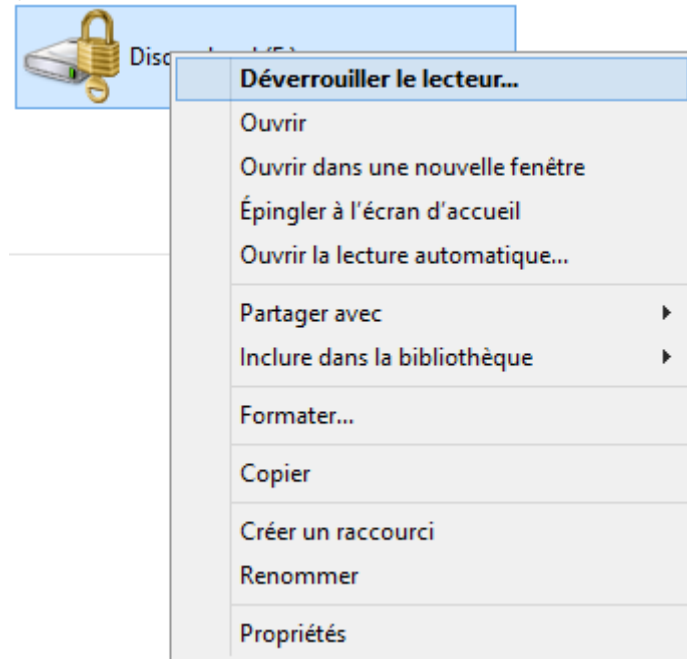 Déverrouiller le lecteur...
Ouvrir
Ouvrir dans une nouvelle fenêtre
Épingler à l'écran d'accueil
Ouvrir la lecture automatique...
Partager avec
Inclure dans la bibliothèque
Formater...
Copier
Créer un raccourci
Renommer
Propriétés